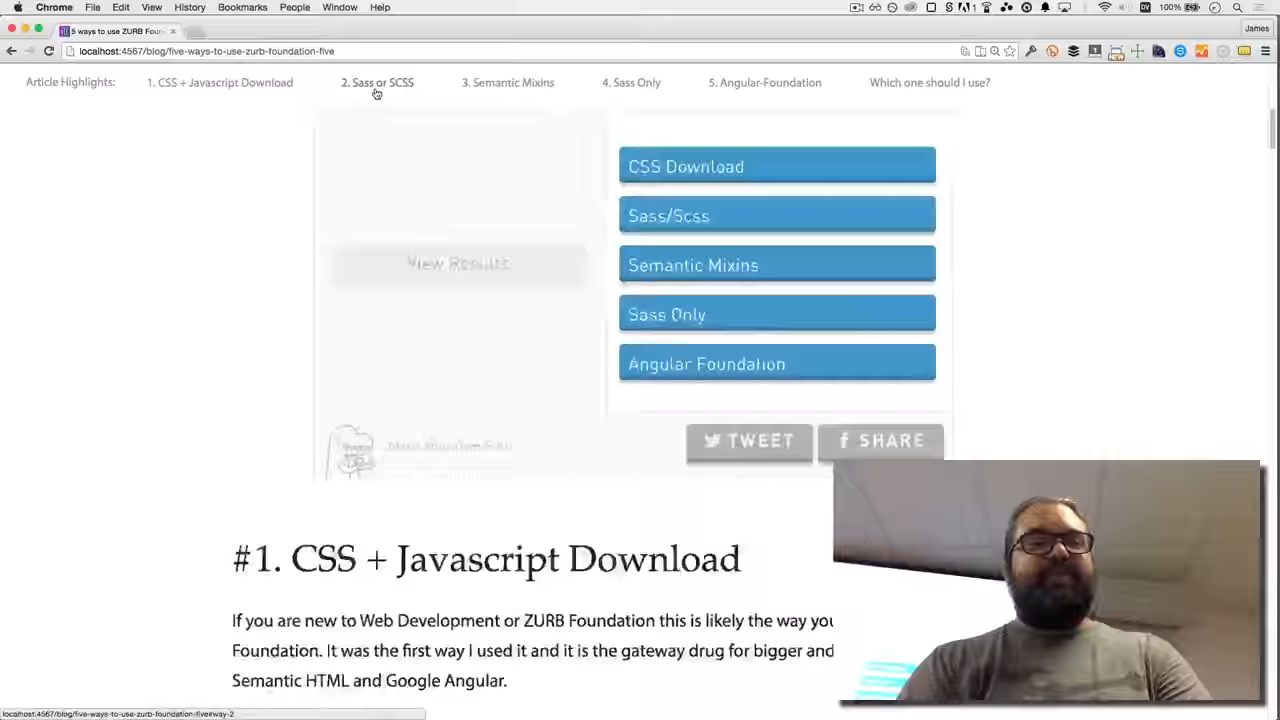 Chrome File Edit View History Bookmarks People Window Help 100%
5 ways to use ZURB Foun James
localhost:4567/blog/five-ways-to-use-zurb-foundation-five
Article Highlights: 1. CSS + Javascript Download 2. Sass or SCSS 3. Semantic Mixins 4. Sass Only 5. Angular-Foundation Which one should I use?
CSS Download
Sass/Scss
View Results
Semantic Mixins
Sass Only
Angular Foundation
TWEET SHARE
#1. CSS + Javascript Download
If you are new to Web Development or ZURB Foundation this is likely the way you
Foundation. It was the first way I used it and it is the gateway drug for bigger and
Semantic HTML and Google Angular.
localhost:4567/blog/five-ways-to-use-zurb-foundation-five#way-2